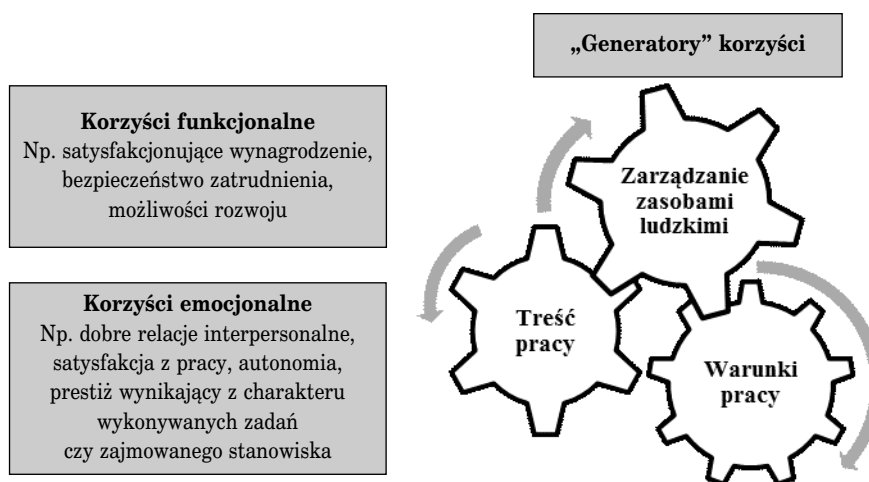 „Generatory” korzyści
Korzyści funkcjonalne
Np. satysfakcjonujące wynagrodzenie,
bezpieczeństwo zatrudnienia,
możliwości rozwoju
Korzyści emocjonalne
Np. dobre relacje interpersonalne,
satysfakcja z pracy, autonomia,
prestiż wynikający z charakteru
wykonywanych zadań
czy zajmowanego stanowiska
Zarządzanie
zasobami
ludzkimi
Treść
pracy
Warunki
pracy